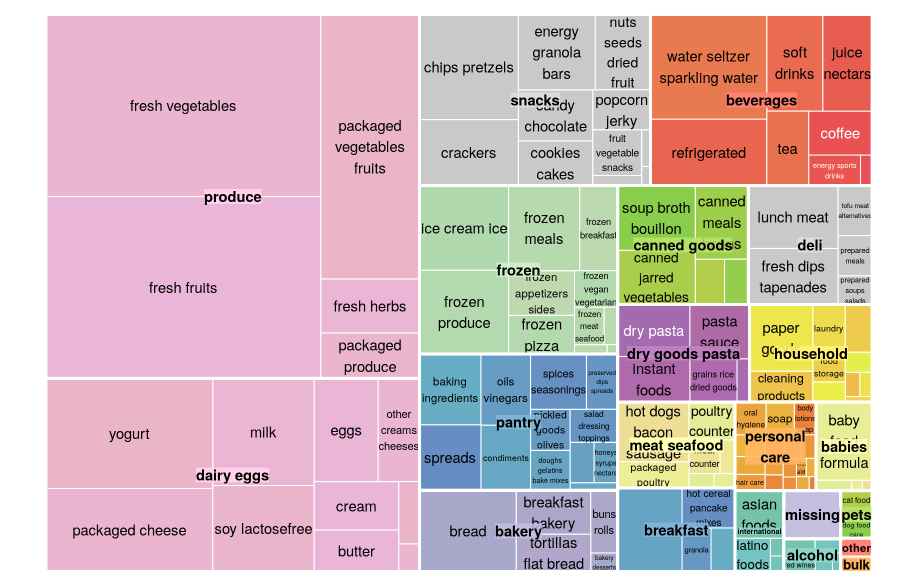 fresh vegetables
produce
fresh fruits
packaged
vegetables
fruits
fresh herbs
packaged
produce
yogurt
milk
eggs
other
creams
cheeses
dairy eggs
packaged cheese
soy lactosefree
cream
butter
chips pretzels
energy
granola
bars
nuts
seeds
dried
fruit
snacks
candy
chocolate
popcorn
jerky
crackers
cookies
cakes
fruit
vegetable
snacks
water seltzer
sparkling water
soft
drinks
juice
nectars
beverages
refrigerated
tea
coffee
energy sports
drinks
ice cream ice
frozen
meals
frozen
breakfast
frozen
frozen
produce
frozen
appetizers
sides
frozen
pizza
frozen
vegan
vegetarian
frozen
meat
seafood
soup broth
bouillon
canned
meals
canned goods
canned
jarred
vegetables
lunch meat
tofu meat
alternatives
deli
fresh dips
tapenades
prepared
meals
prepared
soups
salads
dry pasta
pasta
sauce
dry goods pasta
instant
foods
grains rice
dried goods
paper
laundry
household
food
storage
cleaning
products
baking
ingredients
oils
vinegars
spices
seasonings
preserved
dips
spreads
pantry
pickled
goods
olives
salad
dressing
toppings
spreads
condiments
doughs
gelatins
bake mixes
honeys
syrups
nectars
hot dogs
bacon
sausage
poultry
counter
meat seafood
packaged
poultry
counter
oral
hygiene
soap
body
lotions
personal
care
hair care
baby
babies
formula
bread
breakfast
bakery
bakery
tortillas
flat bread
buns
rolls
bakery
desserts
hot cereal
pancake
mixes
breakfast
granola
asian
foods
international
latino
foods
missing
cat food
pets
dog food
care
alcohol
other
bulk